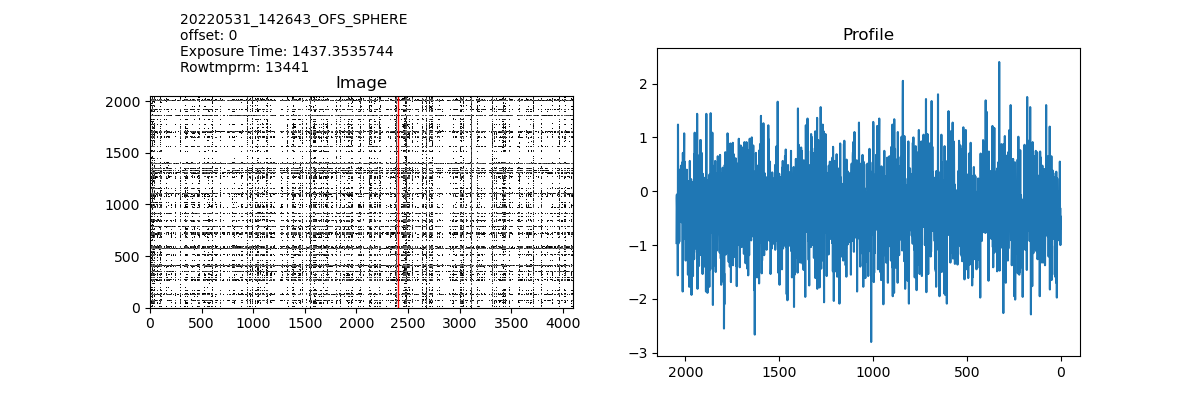 20220531_142643_OFS_SPHERE
offset: 0
Exposure Time: 1437.3535744
Rowtmprm: 13441
Image
2000
1500
1000
500
0
0 500 1000 1500 2000 2500 3000 3500 4000
Profile
2
1
0
−1
−2
−3
2000 1500 1000 500 0